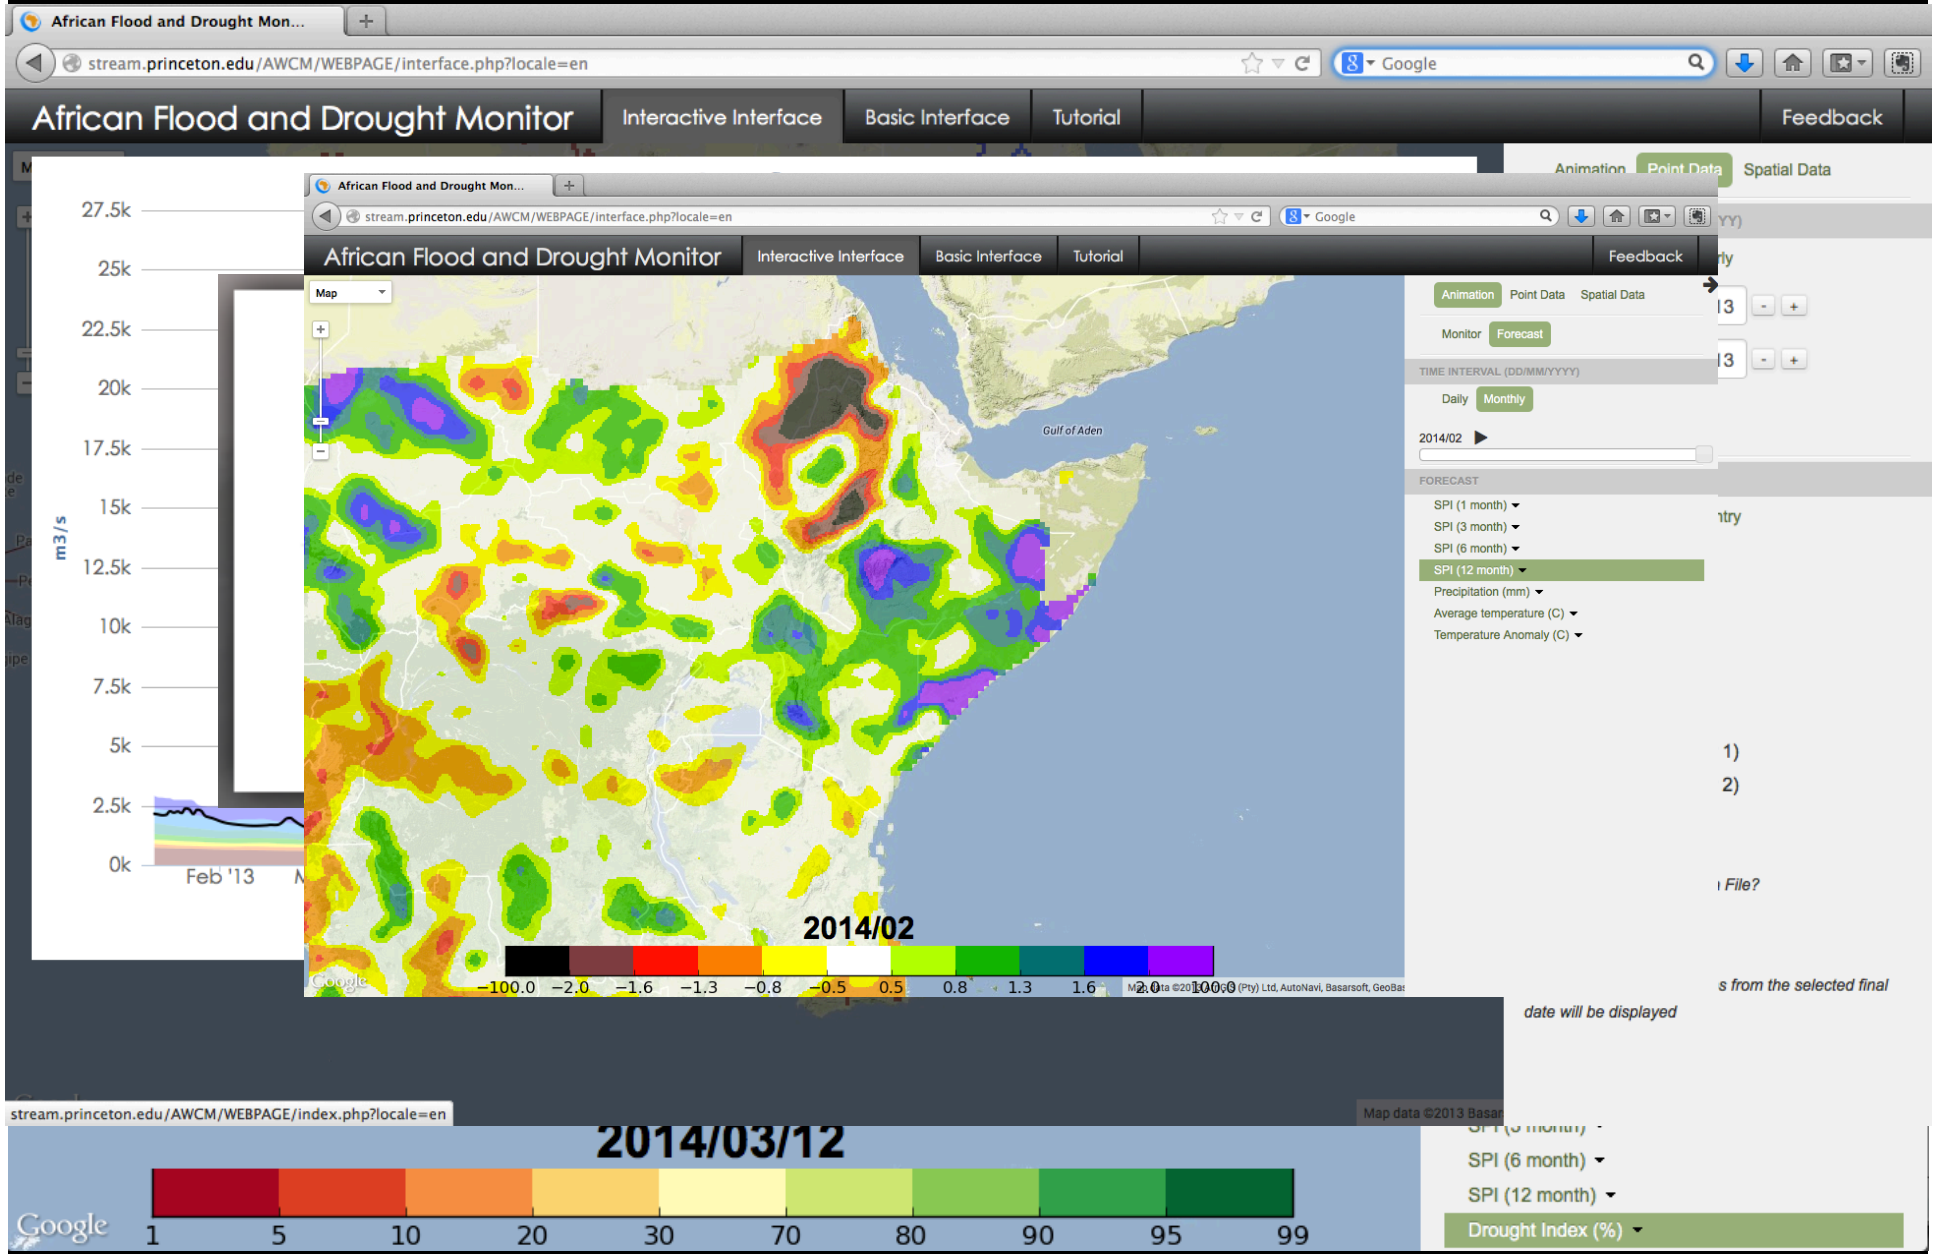 African Flood and Drought Mon...
stream.princeton.edu/AWCM/WEBPAGE/interface.php?locale=en
Google
African Flood and Drought Monitor
Interactive Interface
Basic Interface
Tutorial
Feedback
Animation
Point Data
Spatial Data
YY)
27.5k
25k
22.5k
20k
17.5k
15k
12.5k
10k
7.5k
5k
2.5k
0k
m3/s
Feb '13
African Flood and Drought Mon...
stream.princeton.edu/AWCM/WEBPAGE/interface.php?locale=en
Google
African Flood and Drought Monitor
Interactive Interface
Basic Interface
Tutorial
Feedback
Map
Gulf of Aden
Animation
Point Data
Spatial Data
Monitor
Forecast
TIME INTERVAL (DD/MM/YYYY)
Daily
Monthly
2014/02
FORECAST
SPI (1 month)
SPI (3 month)
SPI (6 month)
SPI (12 month)
Precipitation (mm)
Average temperature (C)
Temperature Anomaly (C)
2014/02
−100.0 −2.0 −1.6 −1.3 −0.8 −0.5 0.5 0.8 1.3 1.6 2.0 100.0
Google
(Pty) Ltd, AutoNavi, Basarsoft, GeoBas
13
-
+
13
-
+
1)
2)
File?
s from the selected final
date will be displayed
stream.princeton.edu/AWCM/WEBPAGE/index.php?locale=en
Map data ©2013 Basar
2014/03/12
Google
1 5 10 20 30 70 80 90 95 99
SPI (3 month)
SPI (6 month)
SPI (12 month)
Drought Index (%)